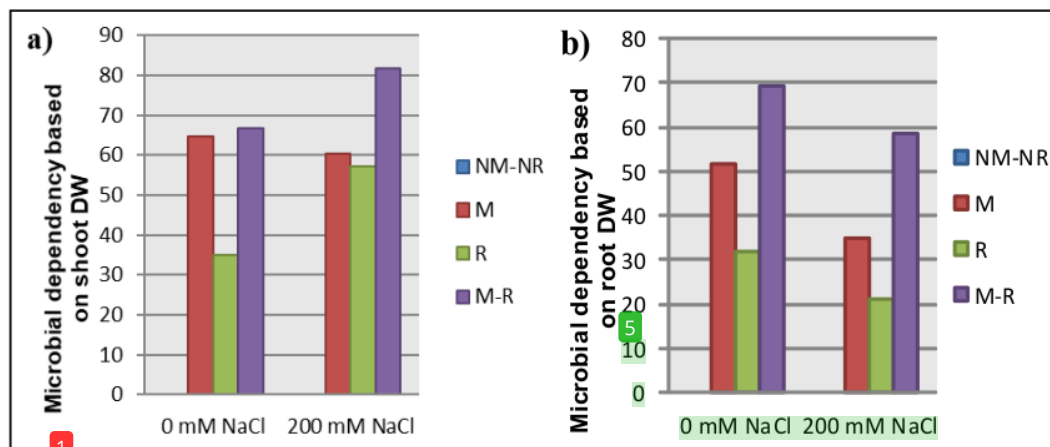 a)
Microbial dependency based
on shoot DW
90
80
70
60
50
40
30
20
10
0
0 mM NaCl 200 mM NaCl
NM-NR
M
R
M-R
b)
Microbial dependency based
on root DW
80
70
60
50
40
30
20
10
0
0 mM NaCl 200 mM NaCl
NM-NR
M
R
M-R
5
1